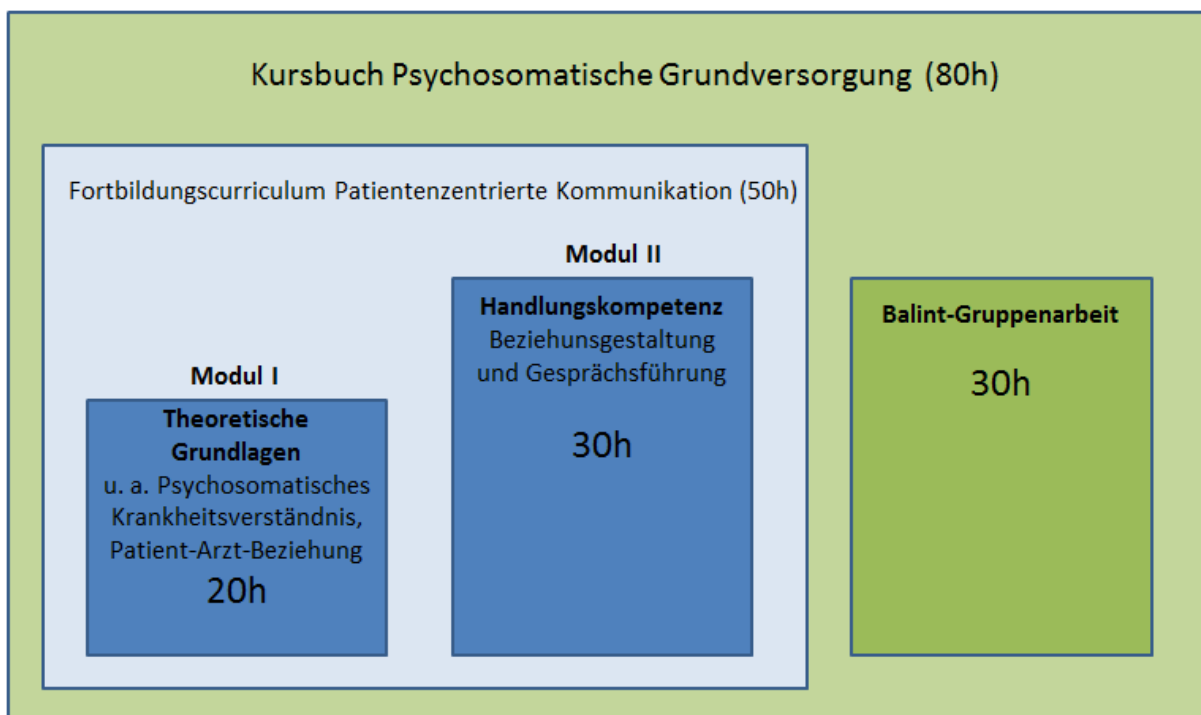 Kursbuch Psychosomatische Grundversorgung (80h)
Fortbildungscurriculum Patientenzentrierte Kommunikation (50h)
Modul I
Theoretische
Grundlagen
u. a. Psychosomatisches
Krankheitsverständnis,
Patient-Arzt-Beziehung
20h
Modul II
Handlungskompetenz
Beziehunsgestaltung
und Gesprächsführung
30h
Balint-Gruppenarbeit
30h